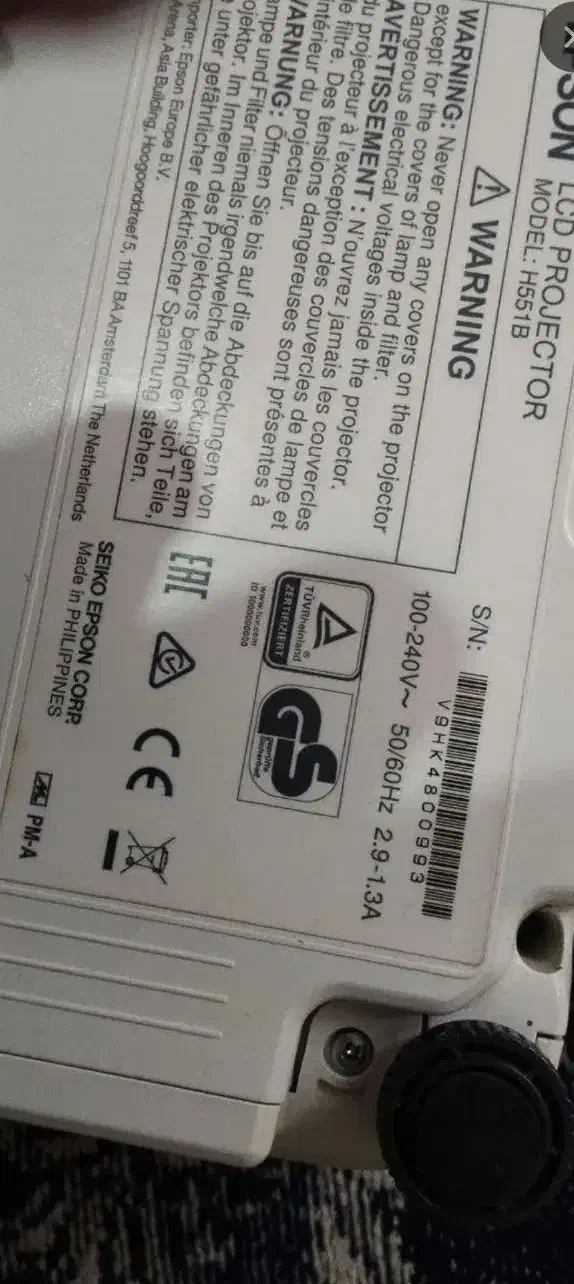 LCD PROJECTOR
MODEL: H551B
WARNING
WARNING: Never open any covers on the projector
except for the covers of lamp and filter.
Dangerous electrical voltages inside the projector.
AVERTISSEMENT : N'ouvrez jamais les couvercles
du projecteur à l'exception des couvercles de lampe et
le filtre. Des tensions dangereuses sont présentes à
intérieur du projecteur.
WARNUNG: Öffnen Sie bis auf die Abdeckungen von
ampe und Filter niemals irgendwelche Abdeckungen am
ojektor. Im Inneren des Projektors befinden sich Teile,
unter gefährlicher elektrischer Spannung stehen.
porter: Epson Europe B.V.
Arena, Asia Building, Hoogoorddreef 5, 1101 BA Amsterdam The Netherlands
S/N:
V9HK4800993
100-240V~ 50/60Hz 2.9-1.3A
TÜVRheinland®
ZERTIFIZIERT
www.tuv.com
ID 1000000000
GS
geprüfte
Sicherheit
EAC
CE
SEIKO EPSON CORP.
Made in PHILIPPINES
PM-A